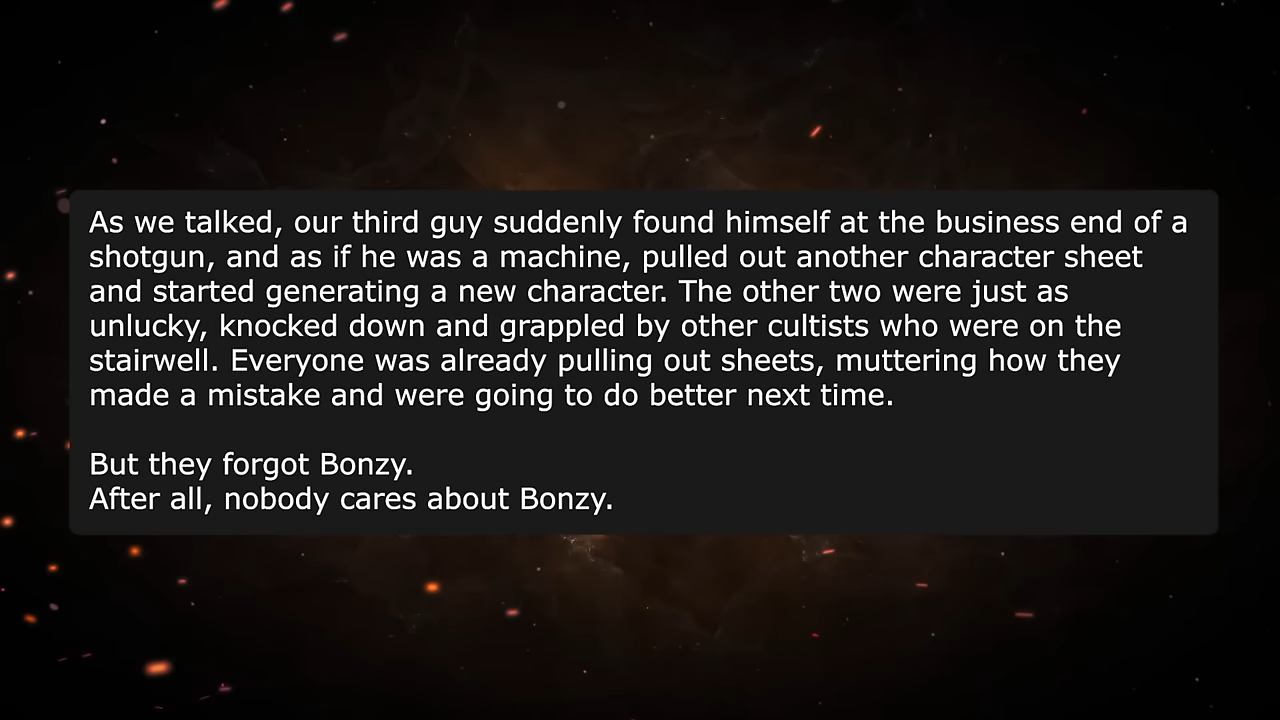 As we talked, our third guy suddenly found himself at the business end of a
shotgun, and as if he was a machine, pulled out another character sheet
and started generating a new character. The other two were just as
unlucky, knocked down and grappled by other cultists who were on the
stairwell. Everyone was already pulling out sheets, muttering how they
made a mistake and were going to do better next time.

But they forgot Bonzy.
After all, nobody cares about Bonzy.